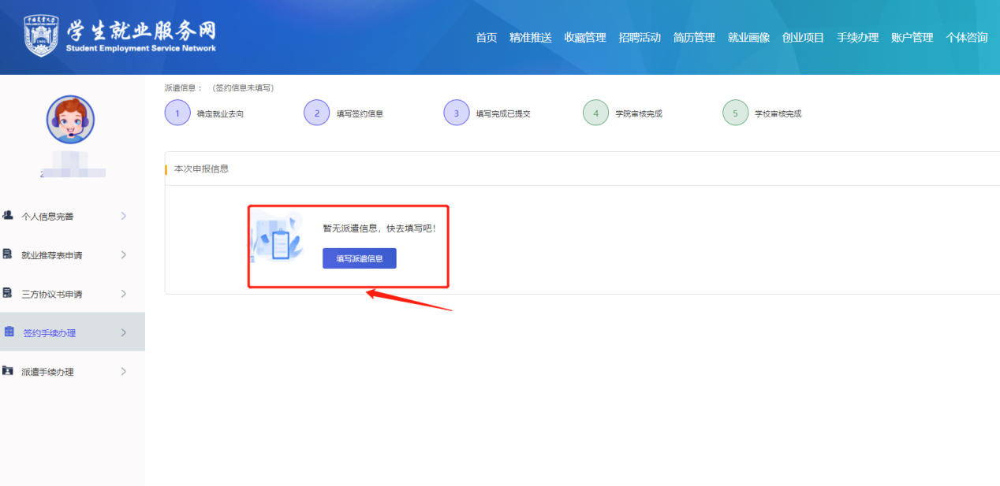 学生就业服务网
Student Employment Service Network
首页 精准推送 收藏管理 招聘活动 简历管理 就业画像 创业项目 手续办理 账户管理 个体咨询
派遣信息： （签约信息未填写）
1 确定就业去向 2 填写签约信息 3 填写完成已提交 4 学院审核完成 5 学校审核完成
个人信息完善
就业推荐表申请
三方协议书申请
签约手续办理
派遣手续办理
本次申报信息
暂无派遣信息，快去填写吧！
填写派遣信息